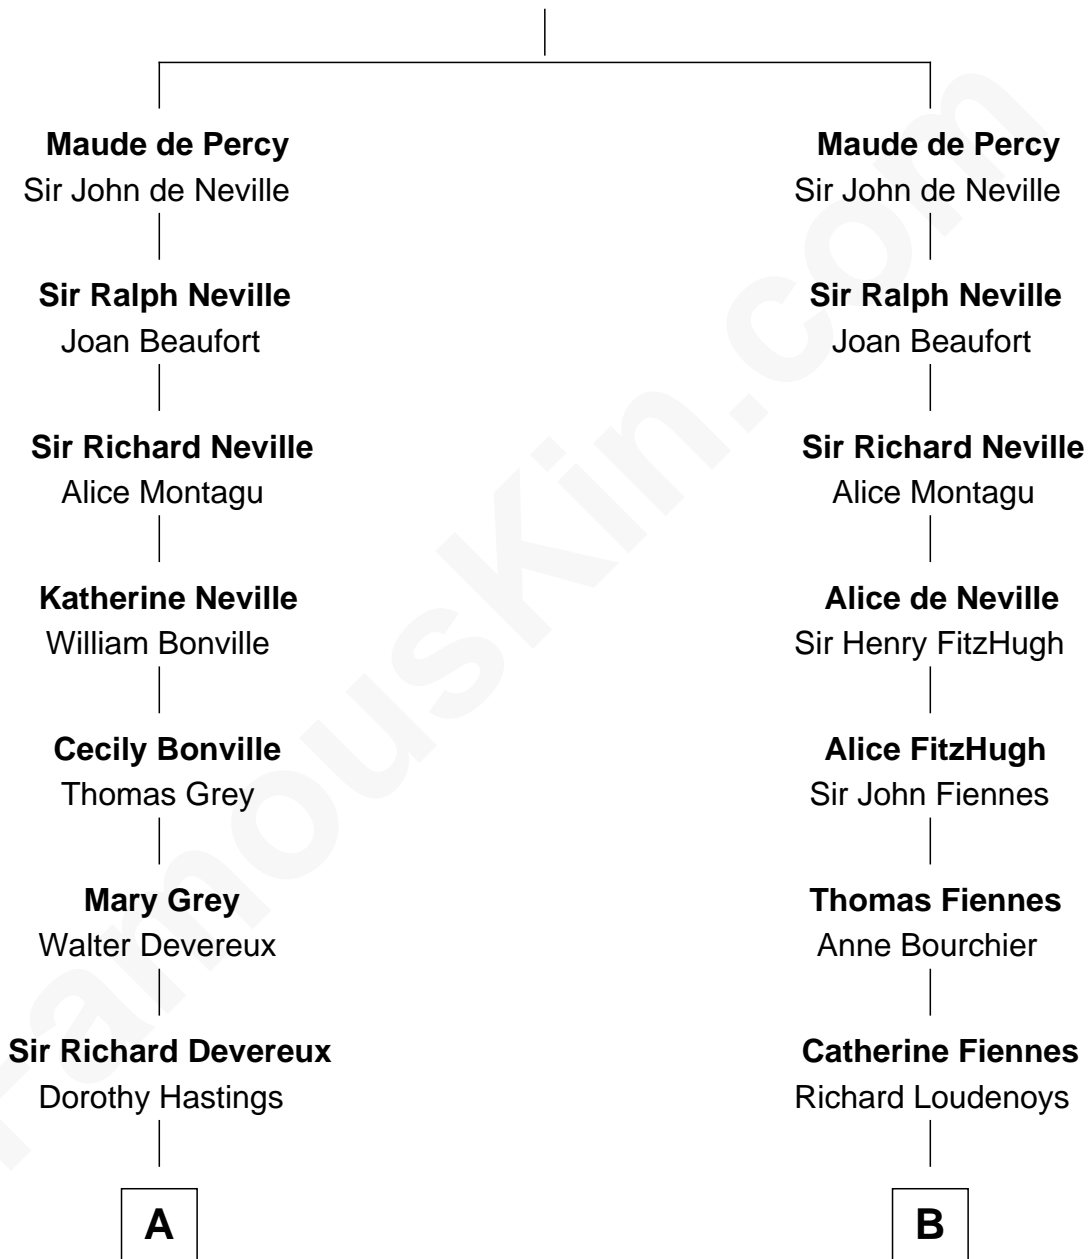 Maude de Percy
Sir John de Neville
Sir Ralph Neville
Joan Beaufort
Sir Richard Neville
Alice Montagu
Katherine Neville
William Bonville
Cecily Bonville
Thomas Grey
Mary Grey
Walter Devereux
Sir Richard Devereux
Dorothy Hastings
A
Maude de Percy
Sir John de Neville
Sir Ralph Neville
Joan Beaufort
Sir Richard Neville
Alice Montagu
Alice de Neville
Sir Henry FitzHugh
Alice FitzHugh
Sir John Fiennes
Thomas Fiennes
Anne Bourchier
Catherine Fiennes
Richard Loudenoys
B
FamousKin.com